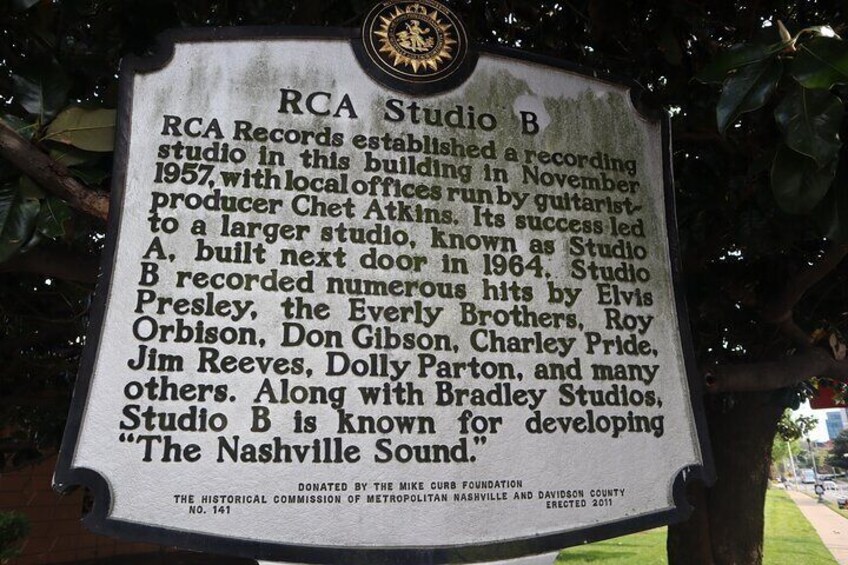 RCA Studio B
RCA Records established a recording
studio in this building in November
1957, with local offices run by guitarist-
producer Chet Atkins. Its success led
to a larger studio, known as Studio
A, built next door in 1964. Studio
B recorded numerous hits by Elvis
Presley, the Everly Brothers, Roy
Orbison, Don Gibson, Charley Pride,
Jim Reeves, Dolly Parton, and many
others. Along with Bradley Studios,
Studio B is known for developing
“The Nashville Sound.”
DONATED BY THE MIKE CURB FOUNDATION
THE HISTORICAL COMMISSION OF METROPOLITAN NASHVILLE AND DAVIDSON COUNTY
NO. 141 ERECTED 2011